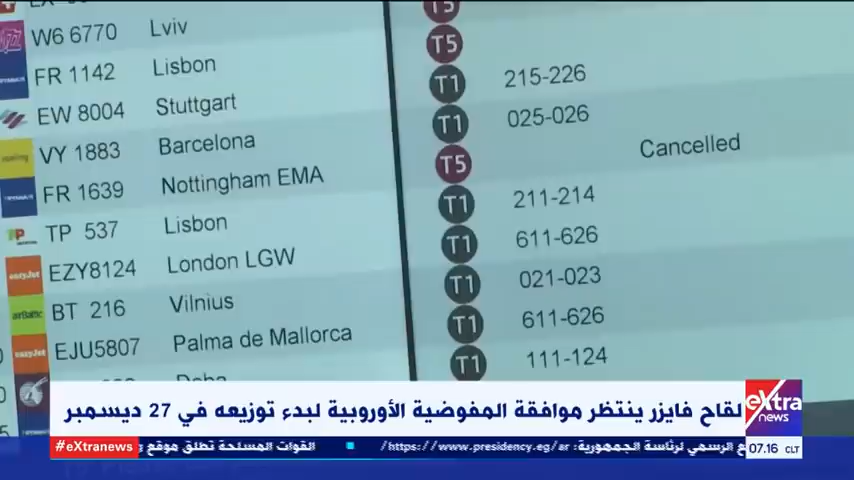 W6 6770 Lviv T5
FR 1142 Lisbon T5
EW 8004 Stuttgart T1 215-226
VY 1883 Barcelona T1 025-026
FR 1639 Nottingham EMA T5 Cancelled
TP 537 Lisbon T1 211-214
EZY8124 London LGW T1 611-626
BT 216 Vilnius T1 021-023
EJU5807 Palma de Mallorca T1 611-626
Doha T1 111-124
لقاح فايزر ينتظر موافقة المفوضية الأوروبية لبدء توزيعه في 27 ديسمبر
eXtra news
#eXtranews
الرسمي لرئاسة الجمهورية: https://www.presidency.eg/ar/ القوات المسلحة تطلق موقع
07.16 CLT